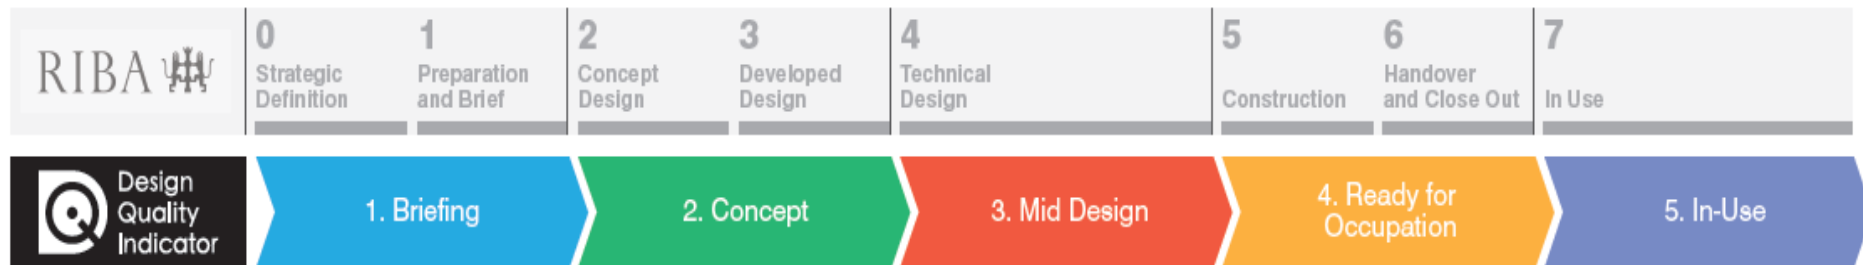 RIBA
0
Strategic
Definition
1
Preparation
and Brief
2
Concept
Design
3
Developed
Design
4
Technical
Design
5
Construction
6
Handover
and Close Out
7
In Use
Design
Quality
Indicator
1. Briefing
2. Concept
3. Mid Design
4. Ready for
Occupation
5. In-Use